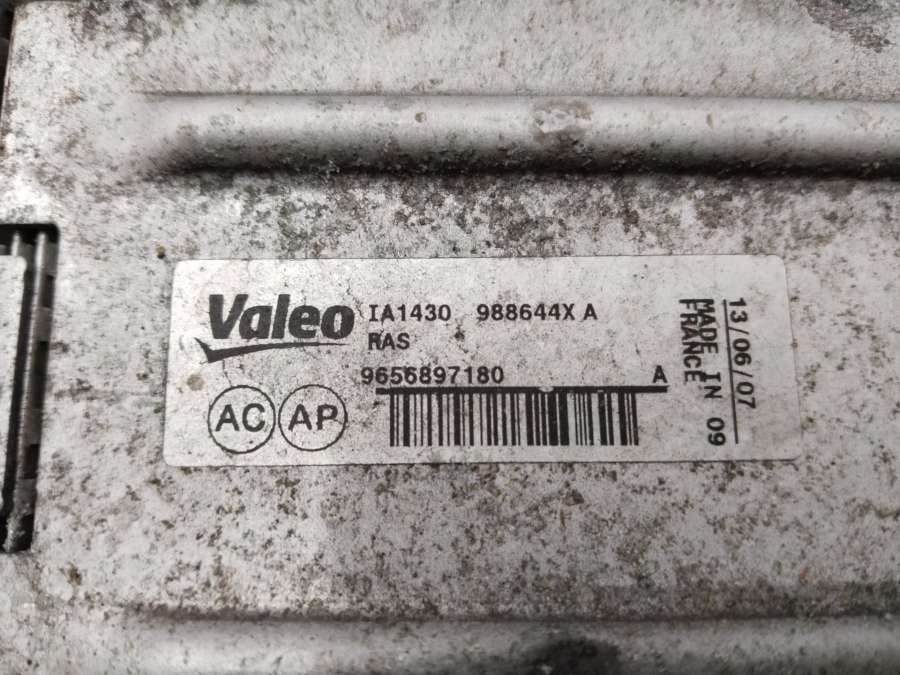 Valeo IA1430 988644X A
RAS
9656897180 A
AC AP
13/06/07
MADE IN 09
FRANCE